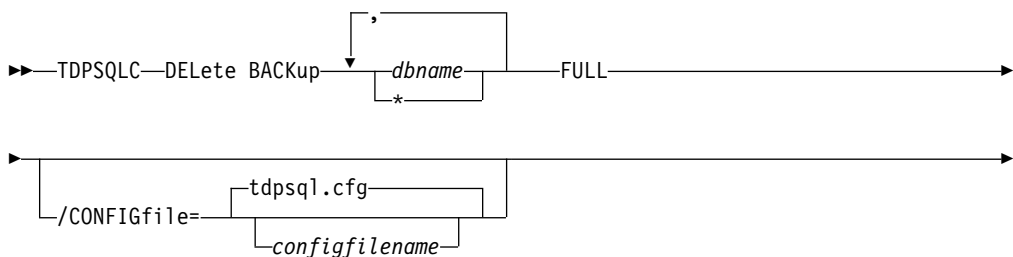 ,
TDPSQLC DELete BACKup dbname FULL
*
tdpsql.cfg
/CONFIGfile=
configfilename